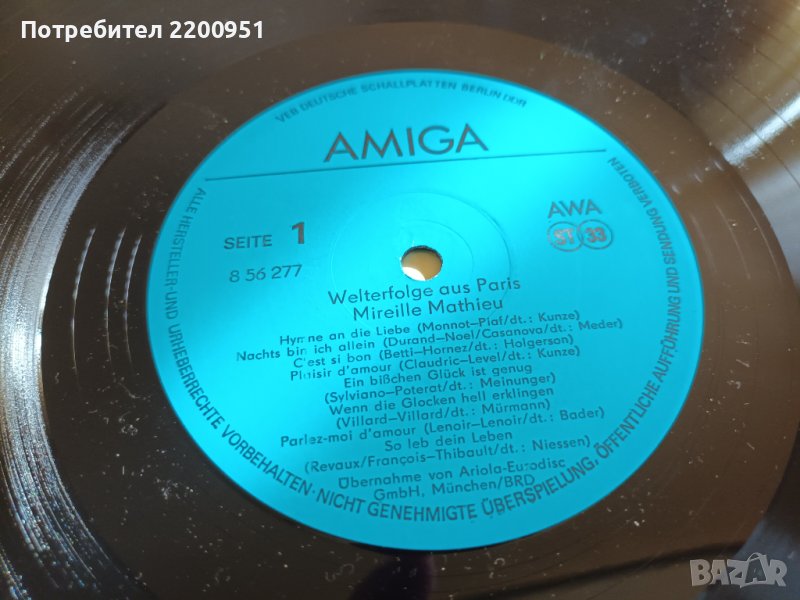 Потребител 2200951
VEB DEUTSCHE SCHALLPLATTEN BERLIN DDR
AMIGA
SEITE 1
AWA
8 56 277
ST 33
Welterfolge aus Paris
Mireille Mathieu
Hymne an die Liebe (Monnot–Piaf/dt.: Kunze)
Nachts bin ich allein (Durand–Noel/Casanova/dt.: Meder)
C'est si bon (Betti–Hornez/dt.: Holgerson)
Plaisir d'amour (Claudric–Level/dt.: Kunze)
Ein bißchen Glück ist genug
(Sylviano–Poterat/dt.: Meinunger)
Wenn die Glocken hell erklingen
(Villard–Villard/dt.: Mürmann)
Parlez-moi d'amour (Lenoir–Lenoir/dt.: Bader)
So leb dein Leben
(Revaux/François–Thibault/dt.: Niessen)
Übernahme von Ariola-Eurodisc
GmbH, München/BRD
ALLE HERSTELLER- UND URHEBERRECHTE VORBEHALTEN · NICHT GENEHMIGTE ÜBERSPIELUNG, ÖFFENTLICHE AUFFÜHRUNG UND SENDUNG VERBOTEN
BAZAR